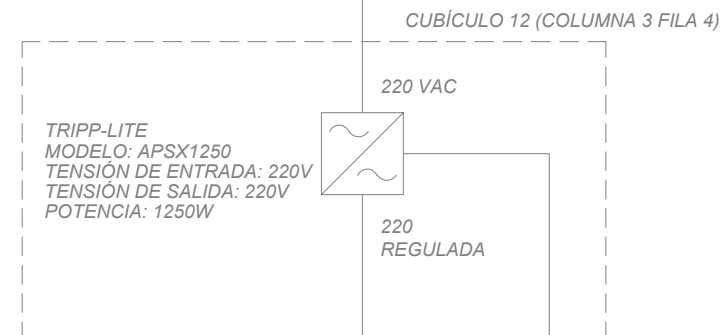 CUBÍCULO 12 (COLUMNA 3 FILA 4)
220 VAC
TRIPP-LITE
MODELO: APSX1250
TENSIÓN DE ENTRADA: 220V
TENSIÓN DE SALIDA: 220V
POTENCIA: 1250W
220
REGULADA